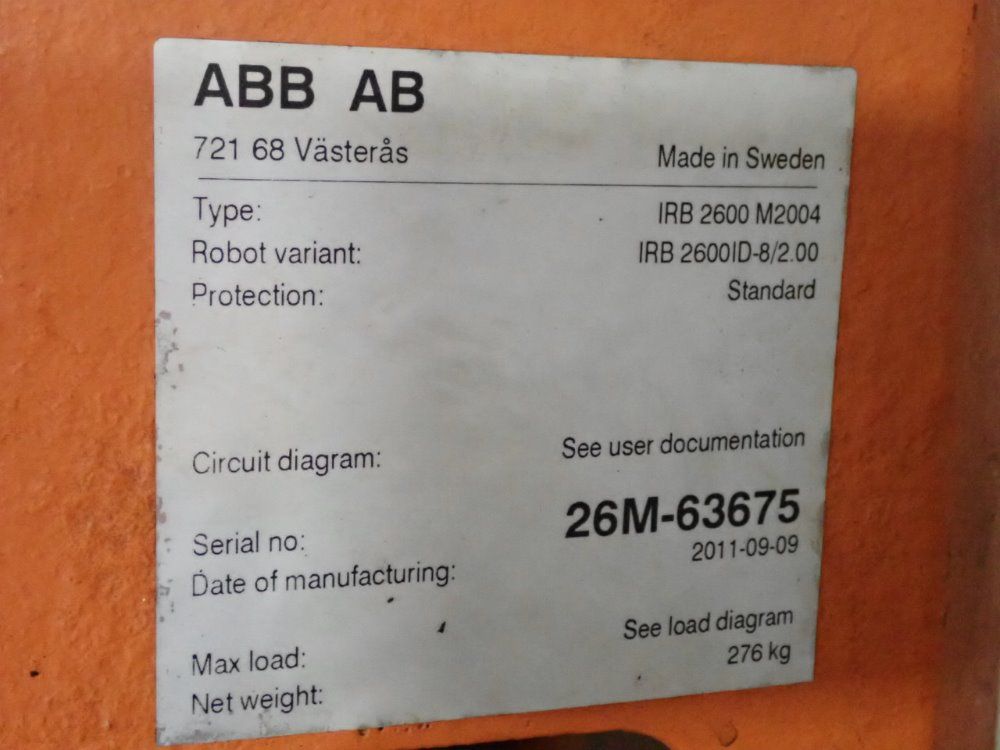 ABB AB
721 68 Västerås Made in Sweden
Type: IRB 2600 M2004
Robot variant: IRB 2600ID-8/2.00
Protection: Standard
Circuit diagram: See user documentation
Serial no: 26M-63675
Date of manufacturing: 2011-09-09
Max load: See load diagram
Net weight: 276 kg